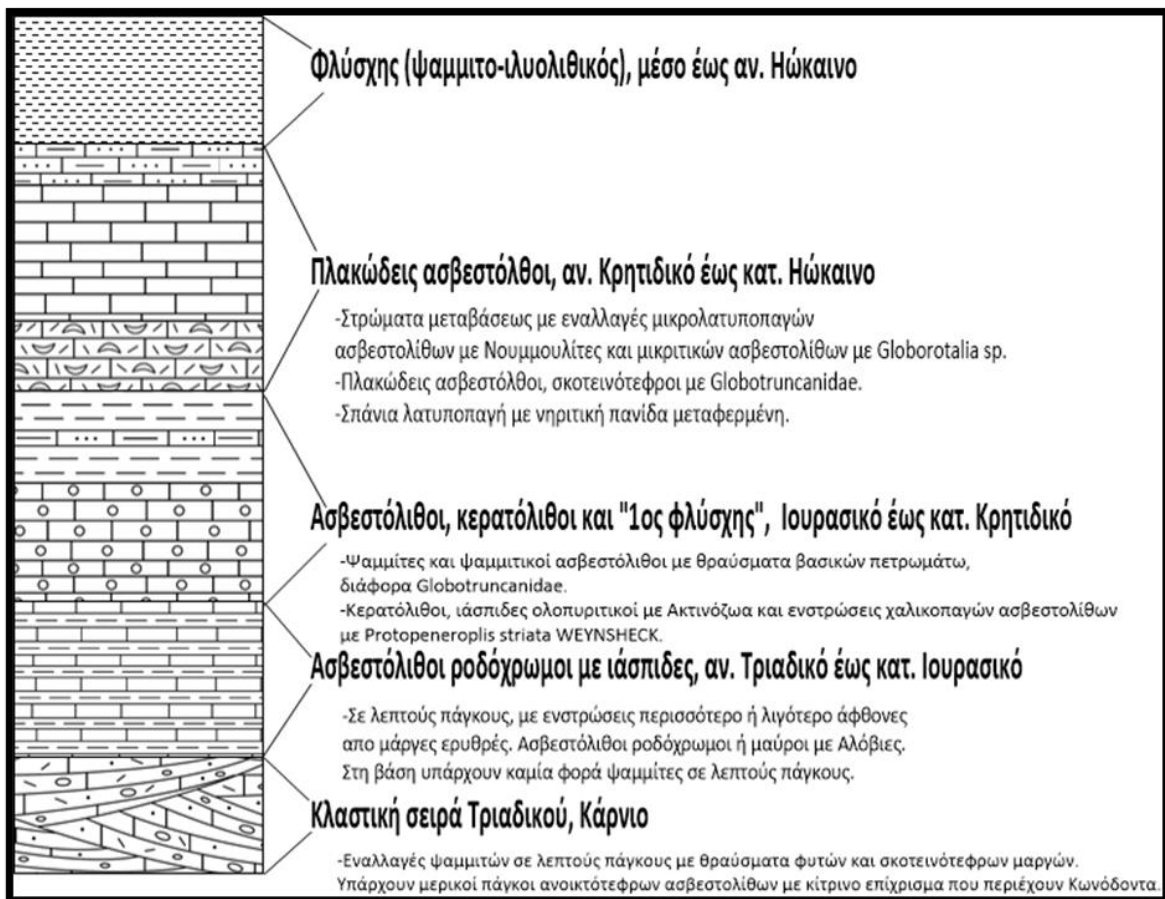 Φλύσχης (ψαμμιτο-ιλυολιθικός), μέσο έως αν. Ηώκαινο
Πλακώδεις ασβεστόλθοι, αν. Κρητιδικό έως κατ. Ηώκαινο
-Στρώματα μεταβάσεως με εναλλαγές μικρολατυποπαγών
ασβεστολίθων με Νουμμουλίτες και μικριτικών ασβεστολίθων με Globorotalia sp.
-Πλακώδεις ασβεστόλθοι, σκοτεινότεφροι με Globotruncanidae.
-Σπάνια λατυποπαγή με νηριτική πανίδα μεταφερμένη.
Ασβεστόλιθοι, κερατόλιθοι και "1ος φλύσχης", Ιουρασικό έως κατ. Κρητιδικό
-Ψαμμίτες και ψαμμιτικοί ασβεστόλιθοι με θραύσματα βασικών πετρωμάτω,
διάφορα Globotruncanidae.
-Κερατόλιθοι, ιάσπιδες ολοπυριτικοί με Ακτινόζωα και ενστρώσεις χαλικοπαγών ασβεστολίθων
με Protopeneroplis striata WEYNSHECK.
Ασβεστόλιθοι ροδόχρωμοι με ιάσπιδες, αν. Τριαδικό έως κατ. Ιουρασικό
-Σε λεπτούς πάγκους, με ενστρώσεις περισσότερο ή λιγότερο άφθονες
απο μάργες ερυθρές. Ασβεστόλιθοι ροδόχρωμοι ή μαύροι με Αλόβιες.
Στη βάση υπάρχουν καμία φορά ψαμμίτες σε λεπτούς πάγκους.
Κλαστική σειρά Τριαδικού, Κάρνιο
-Εναλλαγές ψαμμιτών σε λεπτούς πάγκους με θραύσματα φυτών και σκοτεινότεφρων μαργών.
Υπάρχουν μερικοί πάγκοι ανοικτότεφρων ασβεστολίθων με κίτρινο επίχρισμα που περιέχουν Κωνόδοντα.